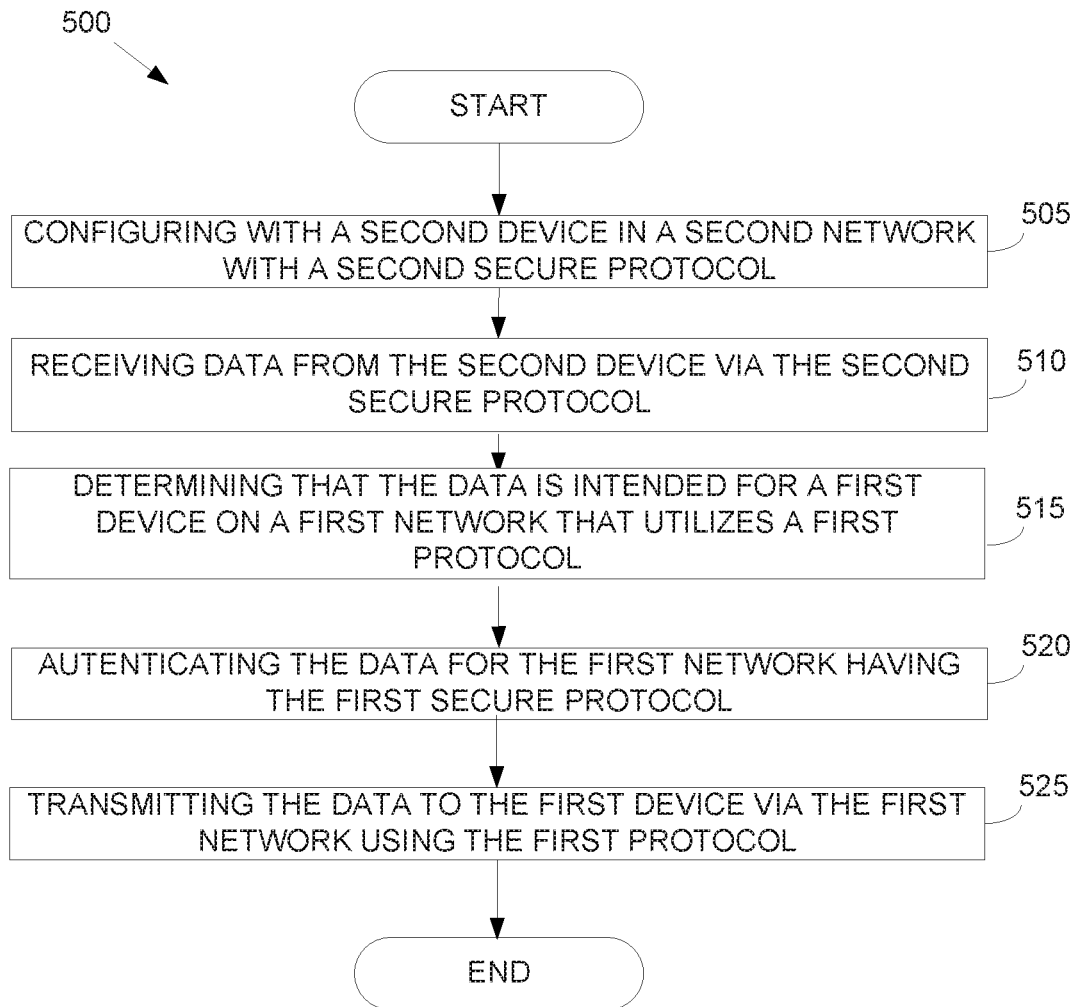 500
START
CONFIGURING WITH A SECOND DEVICE IN A SECOND NETWORK
WITH A SECOND SECURE PROTOCOL
505
RECEIVING DATA FROM THE SECOND DEVICE VIA THE SECOND
SECURE PROTOCOL
510
DETERMINING THAT THE DATA IS INTENDED FOR A FIRST
DEVICE ON A FIRST NETWORK THAT UTILIZES A FIRST
PROTOCOL
515
AUTENTICATING THE DATA FOR THE FIRST NETWORK HAVING
THE FIRST SECURE PROTOCOL
520
TRANSMITTING THE DATA TO THE FIRST DEVICE VIA THE FIRST
NETWORK USING THE FIRST PROTOCOL
525
END